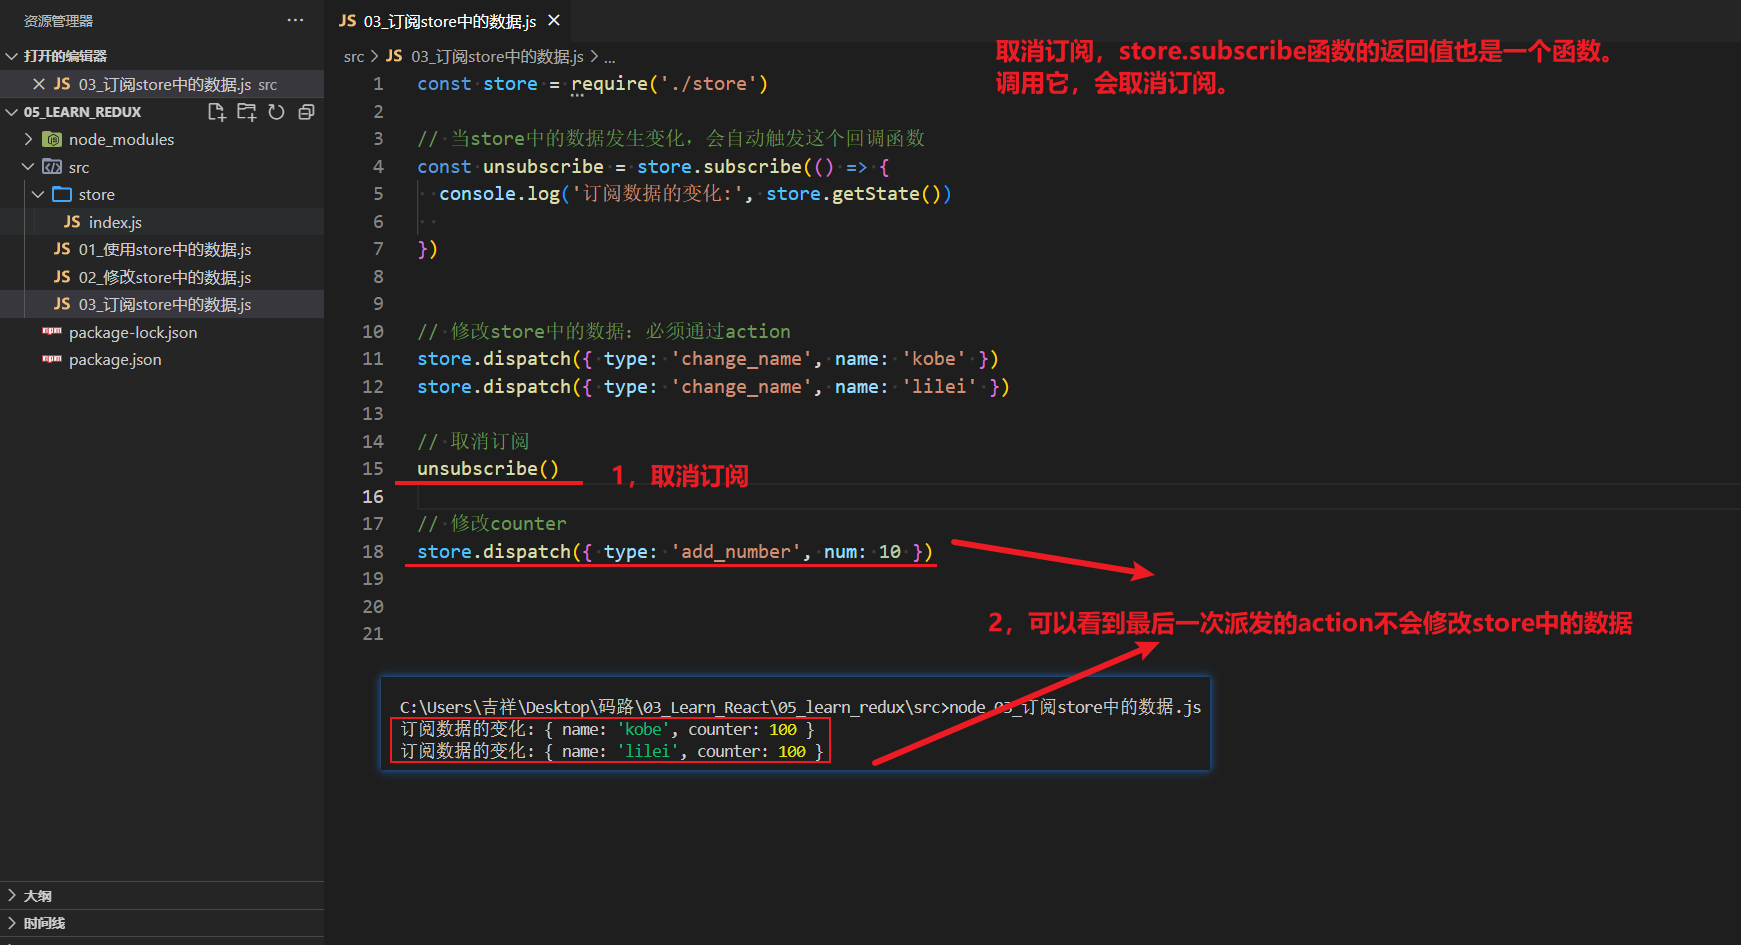 资源管理器
打开的编辑器
JS 03_订阅store中的数据.js src
05_LEARN_REDUX
node_modules
src
store
JS index.js
JS 01_使用store中的数据.js
JS 02_修改store中的数据.js
JS 03_订阅store中的数据.js
npm package-lock.json
npm package.json
大纲
时间线
JS 03_订阅store中的数据.js
src > JS 03_订阅store中的数据.js > ...
取消订阅，store.subscribe函数的返回值也是一个函数。
调用它，会取消订阅。
1 const store = require('./store')
2
3 // 当store中的数据发生变化，会自动触发这个回调函数
4 const unsubscribe = store.subscribe(() => {
5 console.log('订阅数据的变化:', store.getState())
6
7 })
8
9
10 // 修改store中的数据：必须通过action
11 store.dispatch({ type: 'change_name', name: 'kobe' })
12 store.dispatch({ type: 'change_name', name: 'lilei' })
13
14 // 取消订阅
15 unsubscribe()
1，取消订阅
16
17 // 修改counter
18 store.dispatch({ type: 'add_number', num: 10 })
19
20
21
2，可以看到最后一次派发的action不会修改store中的数据
C:\Users\吉祥\Desktop\码路\03_Learn_React\05_learn_redux\src>node 03_订阅store中的数据.js
订阅数据的变化: { name: 'kobe', counter: 100 }
订阅数据的变化: { name: 'lilei', counter: 100 }